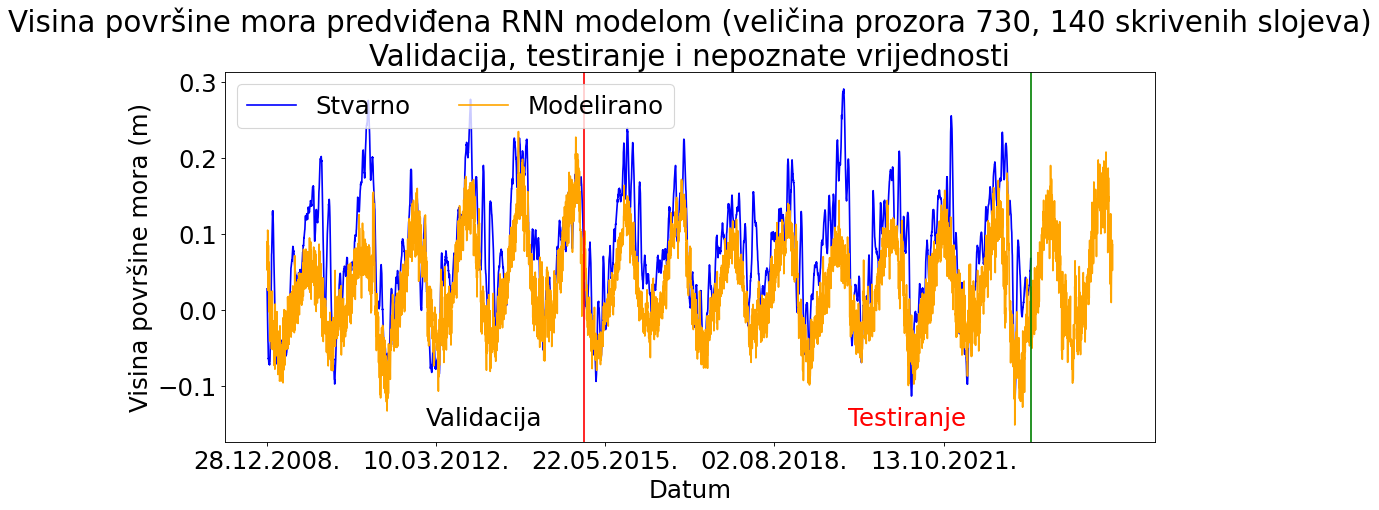 Visina površine mora predviđena RNN modelom (veličina prozora 730, 140 skrivenih slojeva)
Validacija, testiranje i nepoznate vrijednosti
Stvarno Modelirano
Visina površine mora (m)
0.3
0.2
0.1
0.0
−0.1
Validacija
Testiranje
28.12.2008. 10.03.2012. 22.05.2015. 02.08.2018. 13.10.2021.
Datum